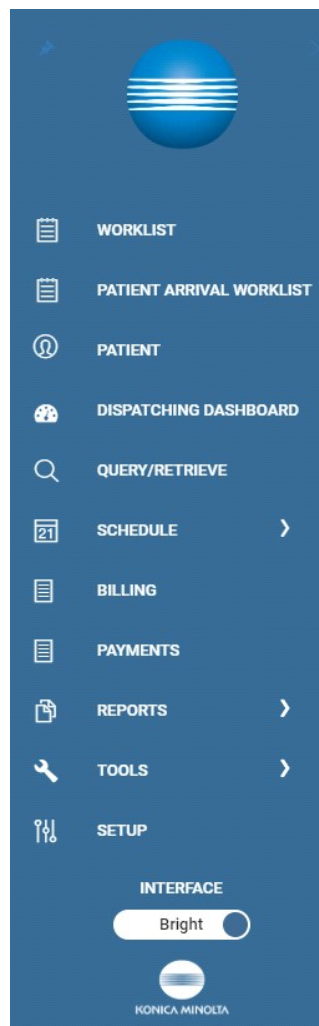 WORKLIST
PATIENT ARRIVAL WORKLIST
PATIENT
DISPATCHING DASHBOARD
QUERY/RETRIEVE
21 SCHEDULE
BILLING
PAYMENTS
REPORTS
TOOLS
SETUP
INTERFACE
Bright
KONICA MINOLTA